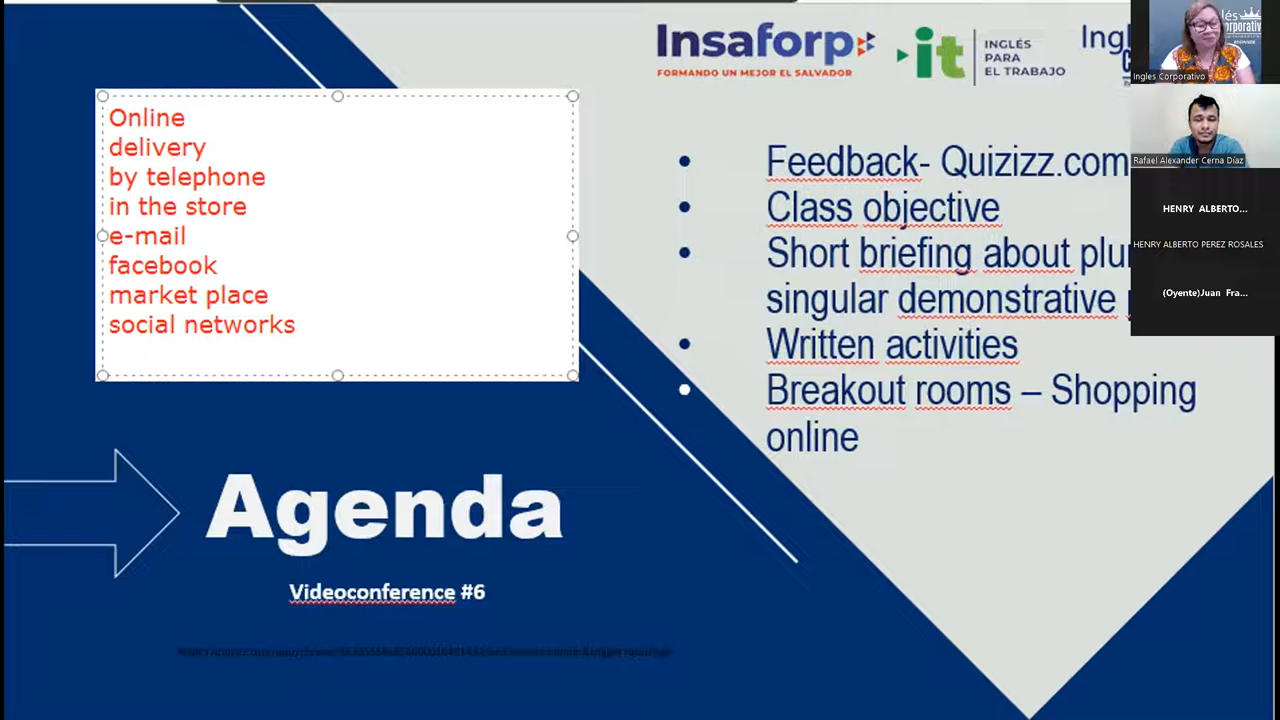 Insaforp
FORMANDO UN MEJOR EL SALVADOR
it
INGLÉS
PARA
EL TRABAJO
Online
delivery
by telephone
in the store
e-mail
facebook
market place
social networks
Feedback- Quizizz.com
Class objective
Short briefing about
singular demonstrative
Written activities
Breakout rooms – Shopping
online
Agenda
Videoconference #6
Ingles Corporativo
Rafael Alexander Cerna Díaz
HENRY ALBERTO...
HENRY ALBERTO PEREZ ROSALES
(Oyente)Juan Fra...